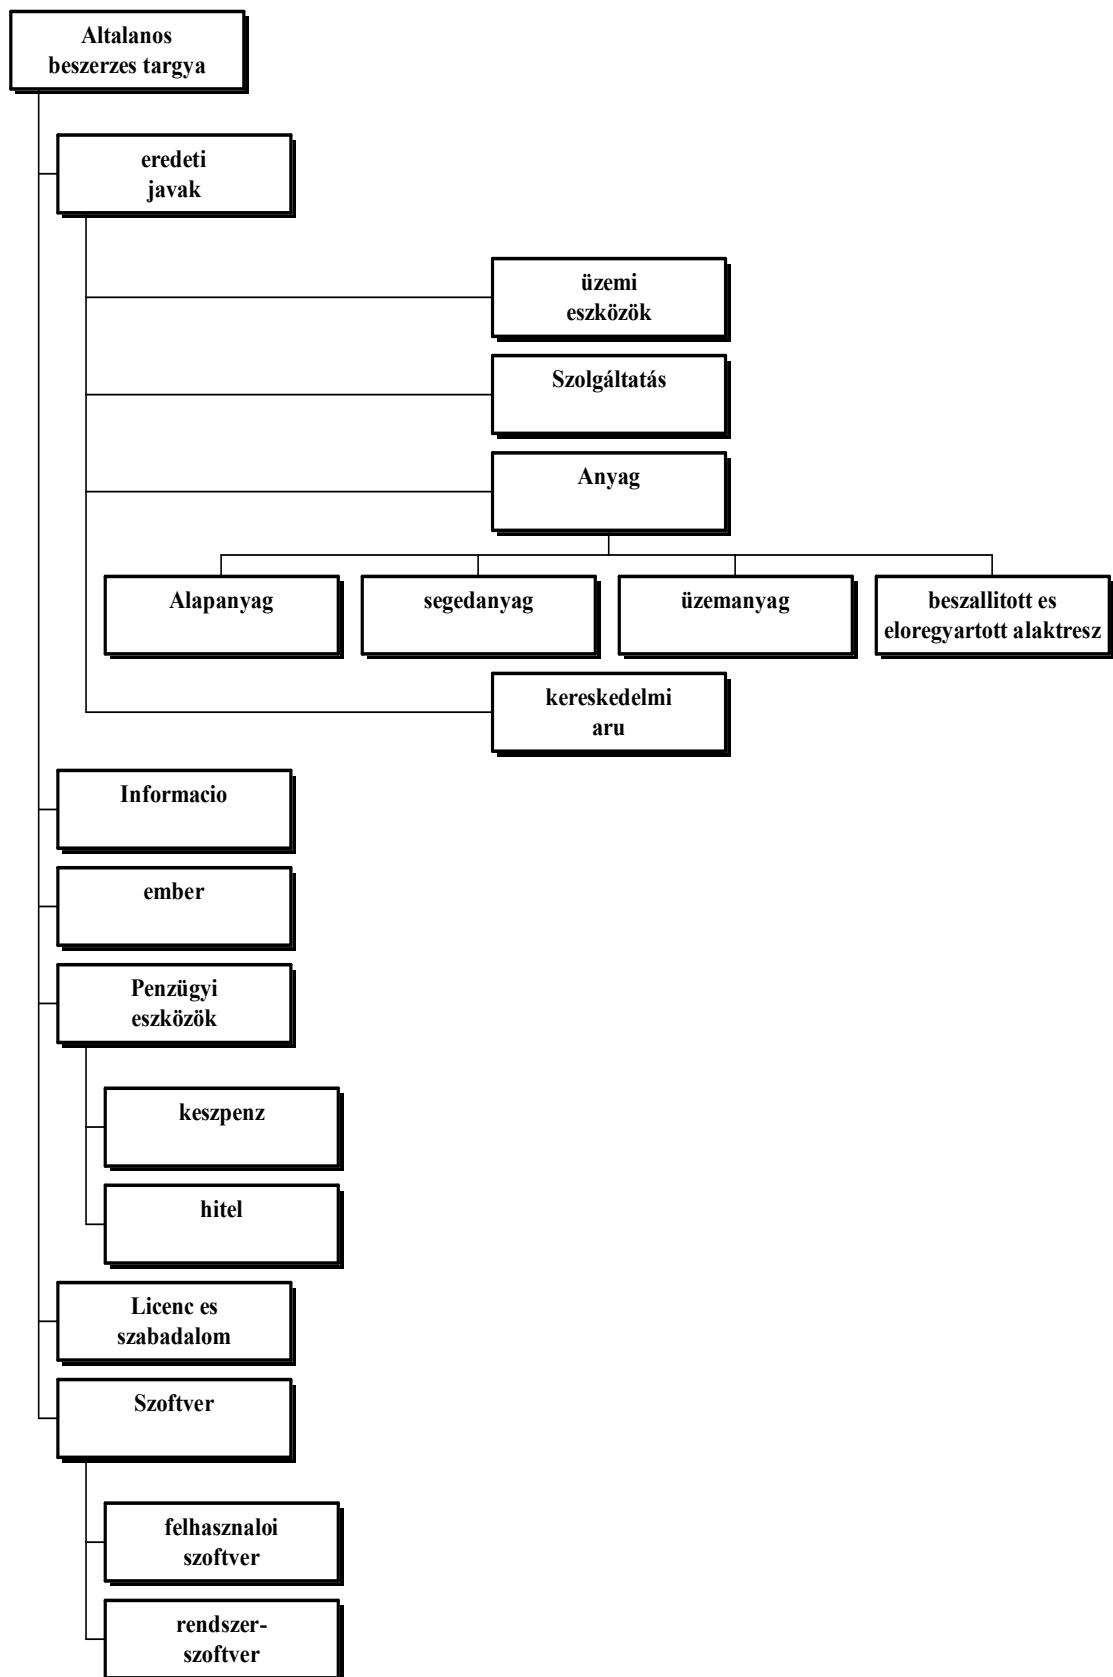 Altalanos
beszerzes targya
eredeti
javak
üzemi
eszközök
Szolgáltatás
Anyag
Alapanyag
segedanyag
üzemanyag
beszallitott es
eloregyartott alaktresz
kereskedelmi
aru
Informacio
ember
Penzügyi
eszközök
keszpenz
hitel
Licenc es
szabadalom
Szoftver
felhasznaloi
szoftver
rendszer-
szoftver